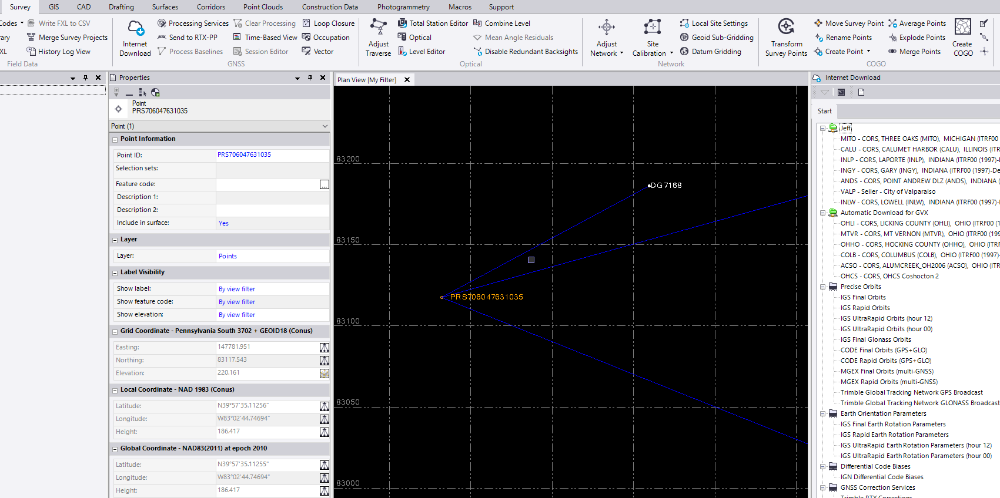 Survey GIS CAD Drafting Surfaces Corridors Point Clouds Construction Data Photogrammetry Macros Support
Codes Write FXL to CSV
Merge Survey Projects
XL History Log View
Field Data
Internet Download
Processing Services Clear Processing Loop Closure
Send to RTX-PP Time-Based View Occupation
Process Baselines Session Editor Vector
GNSS
Adjust Traverse
Total Station Editor Combine Level
Optical Mean Angle Residuals
Level Editor Disable Redundant Backsights
Optical
Adjust Network
Site Calibration
Local Site Settings
Geoid Sub-Gridding
Datum Gridding
Network
Transform Survey Points
Move Survey Point Average Points
Rename Points Explode Points
Create Point Merge Points
Create COGO
COGO
Properties
Point
PRS706047631035
Point (1)
Point Information
Point ID: PRS706047631035
Selection sets:
Feature code: ...
Description 1:
Description 2:
Include in surface: Yes
Layer
Layer: Points
Label Visibility
Show label: By view filter
Show feature code: By view filter
Show elevation: By view filter
Grid Coordinate - Pennsylvania South 3702 + GEOID18 (Conus)
Easting: 147781.951
Northing: 83117.543
Elevation: 220.161
Local Coordinate - NAD 1983 (Conus)
Latitude: N39°57'35.11256"
Longitude: W83°02'44.74694"
Height: 186.417
Global Coordinate - NAD83(2011) at epoch 2010
Latitude: N39°57'35.11255"
Longitude: W83°02'44.74694"
Height: 186.417
Plan View [My Filter]
83200
DG7168
83150
PRS706047631035
83100
83050
83000
Internet Download
Start
Jeff
MITO - CORS, THREE OAKS (MITO), MICHIGAN (ITRF00
CALU - CORS, CALUMET HARBOR (CALU), ILLINOIS (ITR
INLP - CORS, LAPORTE (INLP), INDIANA (ITRF00 (1997)-
INGY - CORS, GARY (INGY), INDIANA (ITRF00 (1997)-De
ANDS - CORS, POINT ANDREW DLZ (ANDS), INDIANA (
VALP - Seiler - City of Valparaiso
INLW - CORS, LOWELL (INLW), INDIANA (ITRF00 (1997)-
Automatic Download for GVX
OHLI - CORS, LICKING COUNTY (OHLI), OHIO (ITRF00 (1
MTVR - CORS, MT VERNON (MTVR), OHIO (ITRF00 (199
OHHO - CORS, HOCKING COUNTY (OHHO), OHIO (ITRF
COLB - CORS, COLUMBUS (COLB), OHIO (ITRF00 (1997)
ACSO - CORS, ALUMCREEK_OH2006 (ACSO), OHIO (IT
OHCS - CORS, OHCS Coshocton 2
Precise Orbits
IGS Final Orbits
IGS Rapid Orbits
IGS UltraRapid Orbits (hour 12)
IGS UltraRapid Orbits (hour 00)
IGS Final Glonass Orbits
CODE Final Orbits (GPS+GLO)
CODE Rapid Orbits (GPS+GLO)
MGEX Final Orbits (multi-GNSS)
MGEX Rapid Orbits (multi-GNSS)
Trimble Global Tracking Network GPS Broadcast
Trimble Global Tracking Network GLONASS Broadcast
Earth Orientation Parameters
IGS Final Earth Rotation Parameters
IGS Rapid Earth Rotation Parameters
IGS UltraRapid Earth Rotation Parameters (hour 12)
IGS UltraRapid Earth Rotation Parameters (hour 00)
Differential Code Biases
IGN Differential Code Biases
GNSS Correction Services
Trimble RTX Corrections